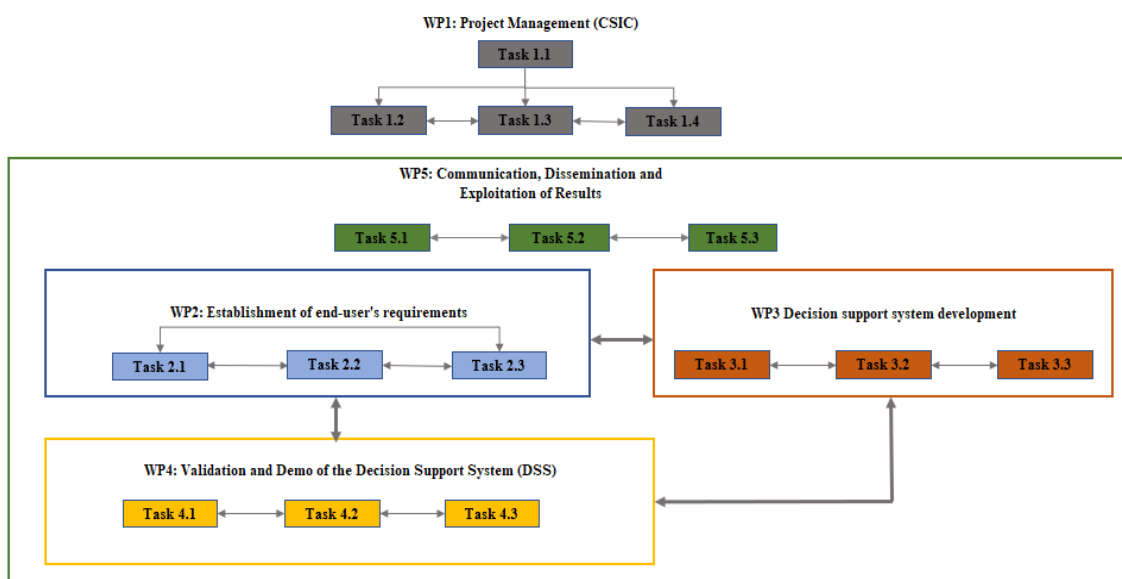 WP1: Project Management (CSIC)
Task 1.1
Task 1.2
Task 1.3
Task 1.4
WP5: Communication, Dissemination and
Exploitation of Results
Task 5.1
Task 5.2
Task 5.3
WP2: Establishment of end-user's requirements
Task 2.1
Task 2.2
Task 2.3
WP3 Decision support system development
Task 3.1
Task 3.2
Task 3.3
WP4: Validation and Demo of the Decision Support System (DSS)
Task 4.1
Task 4.2
Task 4.3